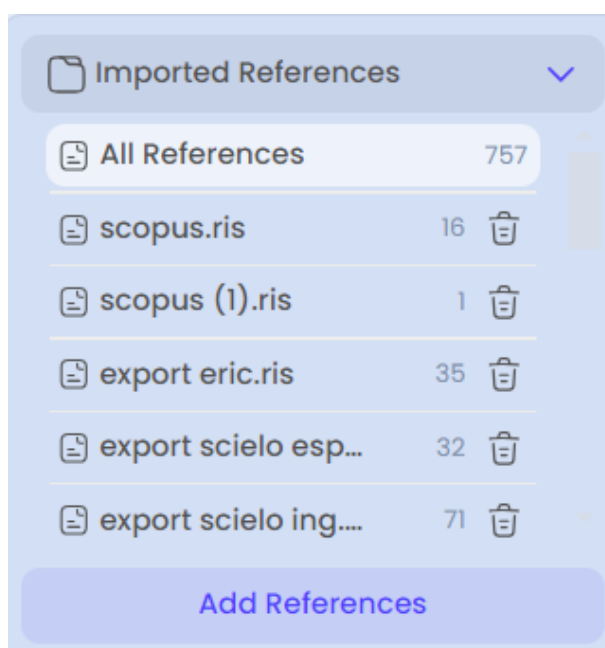 Imported References
All References 757
scopus.ris 16
scopus (1).ris 1
export eric.ris 35
export scielo esp... 32
export scielo ing.... 71
Add References